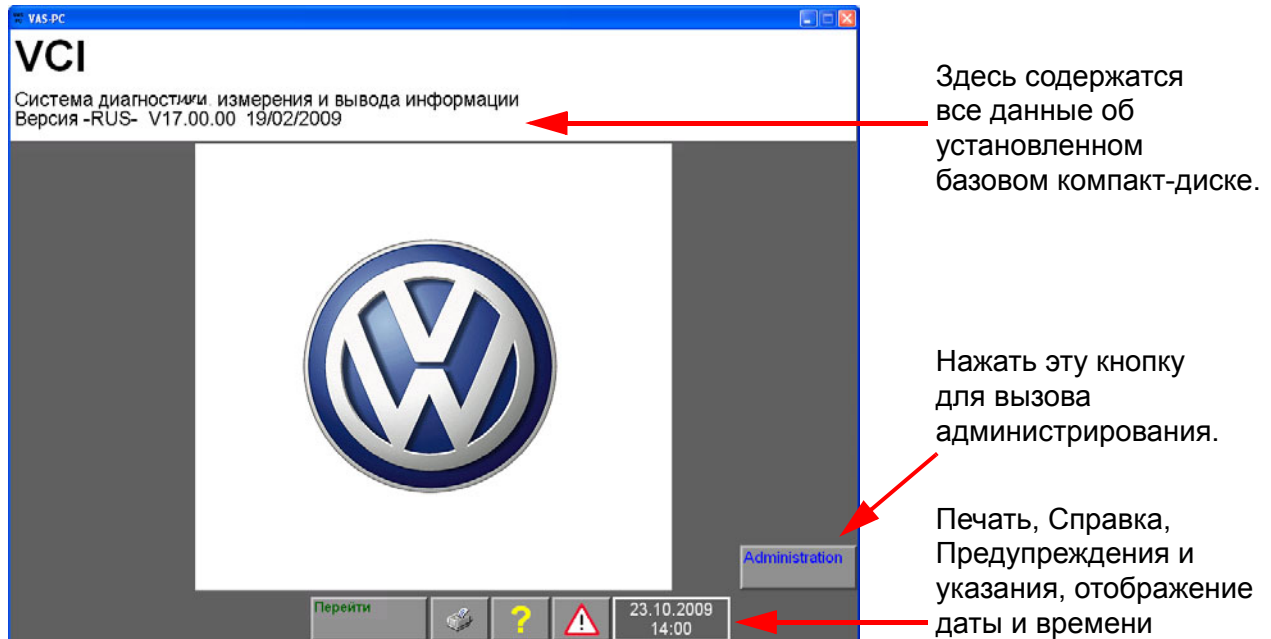 VAS-PC
VCI
Система диагностики, измерения и вывода информации
Версия -RUS- V17.00.00 19/02/2009
Здесь содержатся
все данные об
установленном
базовом компакт-диске.
Нажать эту кнопку
для вызова
администрирования.
Administration
Печать, Справка,
Предупреждения и
указания, отображение
даты и времени
Перейти
?
23.10.2009
14:00